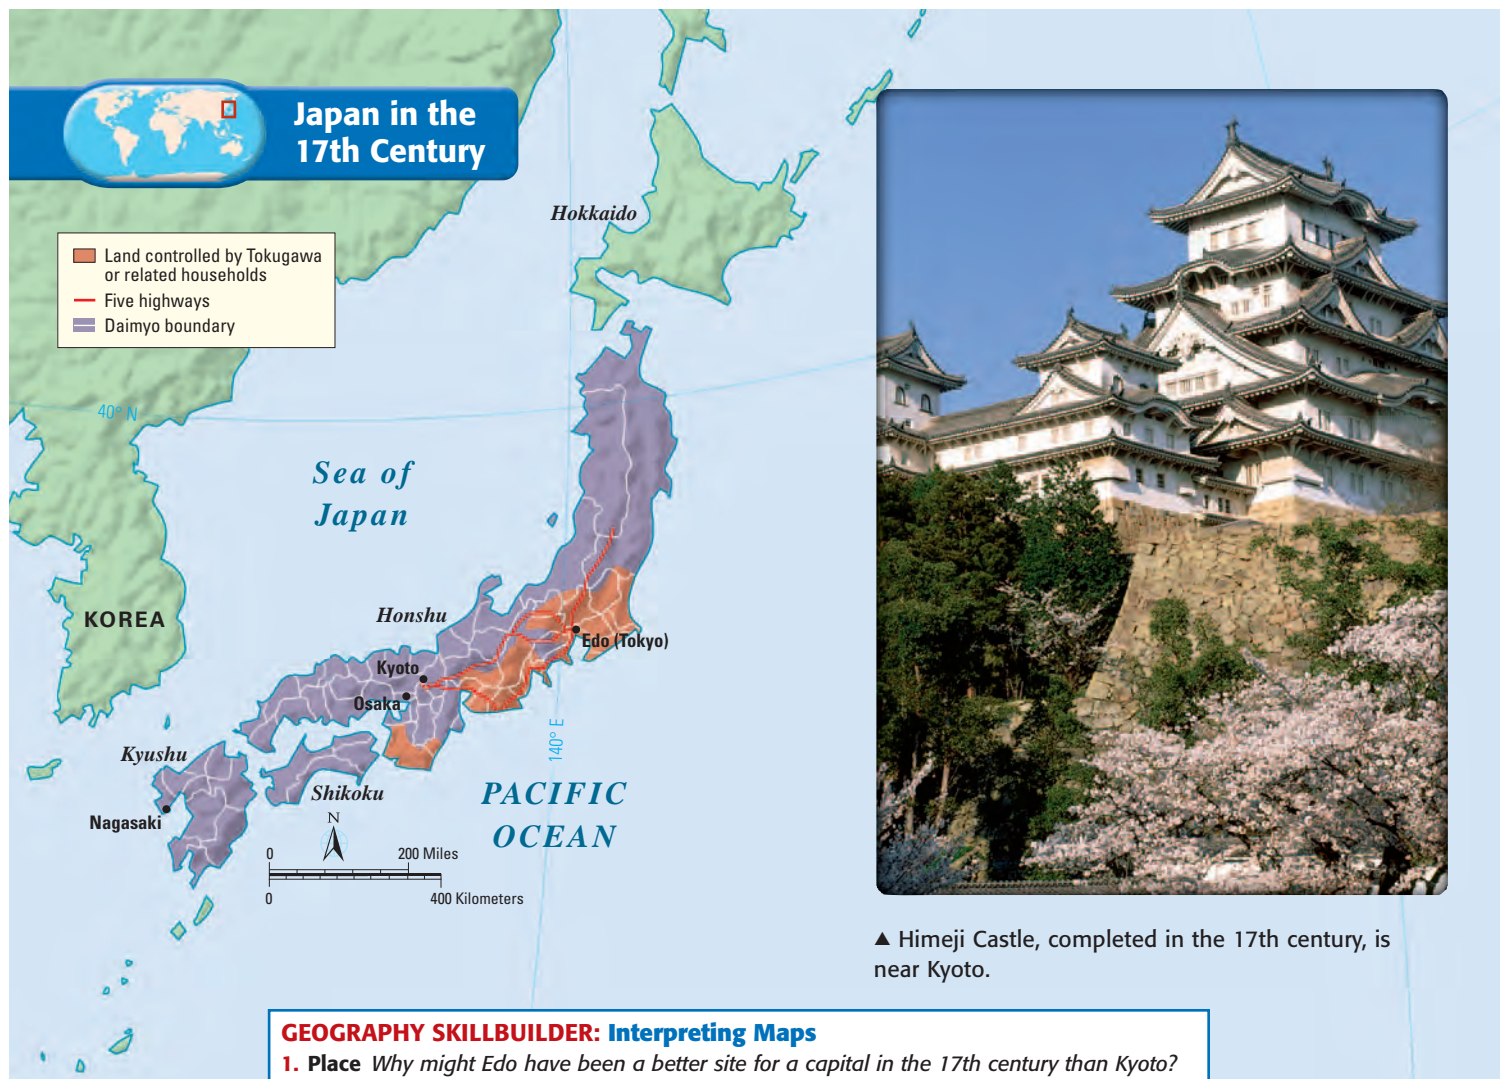 Japan in the
17th Century
Land controlled by Tokugawa
or related households
Five highways
Daimyo boundary
Hokkaido
40° N
Sea of
Japan
KOREA
Honshu
Edo (Tokyo)
Kyoto
Osaka
140° E
Kyushu
Shikoku
Nagasaki
PACIFIC
OCEAN
N
0 200 Miles
0 400 Kilometers
▲ Himeji Castle, completed in the 17th century, is
near Kyoto.
GEOGRAPHY SKILLBUILDER: Interpreting Maps
1. Place Why might Edo have been a better site for a capital in the 17th century than Kyoto?